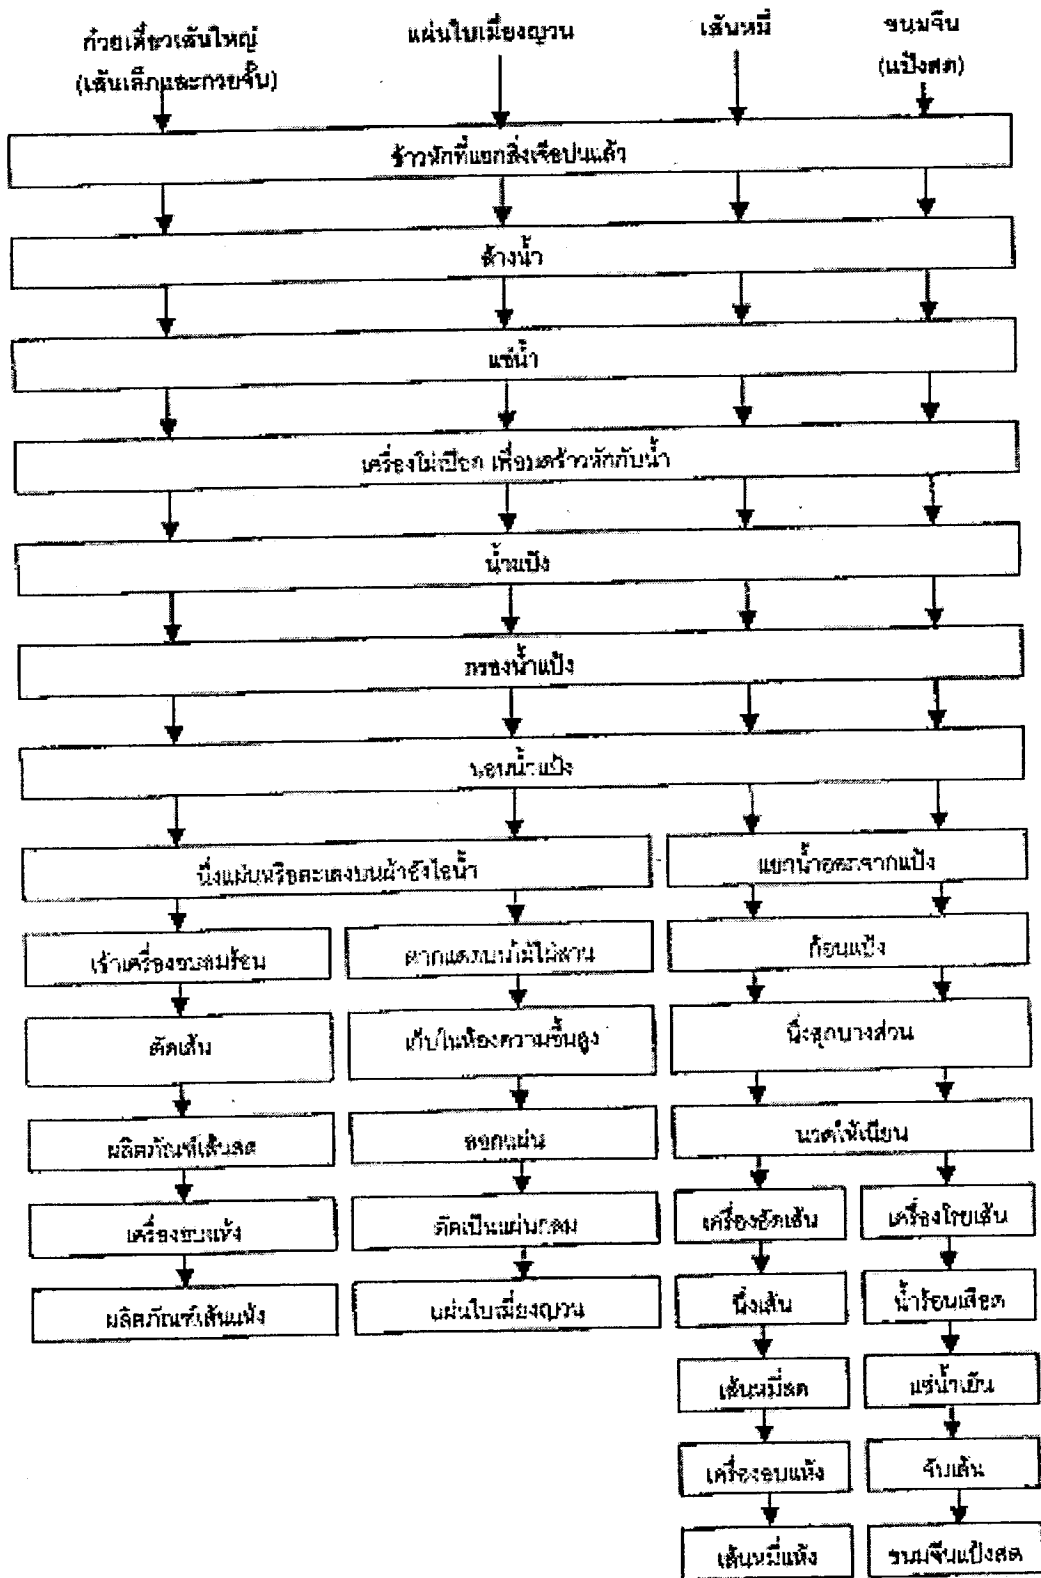 ก๋วยเตี๋ยวเส้นใหญ่
(เส้นเล็กและกวยจั๊บ)
แผ่นใบเมี่ยงญวน
เส้นหมี่
ขนมจีน
(แป้งสด)
ข้าวหักที่แยกสิ่งเจือปนแล้ว
ล้างน้ำ
แช่น้ำ
เครื่องโม่เปียก เพื่อบดข้าวหักกับน้ำ
น้ำแป้ง
กรองน้ำแป้ง
นอนน้ำแป้ง
นึ่งแผ่นหรือละเลงบนผ้าขึงไอน้ำ
แยกน้ำออกจากแป้ง
เข้าเครื่องอบลมร้อน
ตากแดดบนไม้ไผ่สาน
ก้อนแป้ง
ตัดเส้น
เก็บในห้องความชื้นสูง
นึ่งสุกบางส่วน
ผลิตภัณฑ์เส้นสด
ลอกแผ่น
นวดให้เนียน
เครื่องอบแห้ง
ตัดเป็นแผ่นกลม
เครื่องอัดเส้น
เครื่องโรยเส้น
ผลิตภัณฑ์เส้นแห้ง
แผ่นใบเมี่ยงญวน
นึ่งเส้น
น้ำร้อนเดือด
เส้นหมี่สด
แช่น้ำเย็น
เครื่องอบแห้ง
จับเส้น
เส้นหมี่แห้ง
ขนมจีนแป้งสด